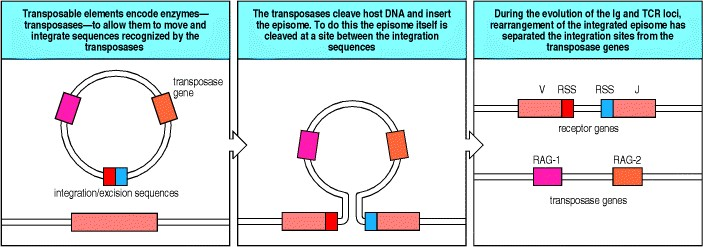 Transposable elements encode enzymes—
transposases—to allow them to move and
integrate sequences recognized by the
transposases
transposase
gene
integration/excision sequences
The transposases cleave host DNA and insert
the episome. To do this the episome itself is
cleaved at a site between the integration
sequences
During the evolution of the Ig and TCR loci,
rearrangement of the integrated episome has
separated the integration sites from the
transposase genes
V RSS RSS J
receptor genes
RAG-1 RAG-2
transposase genes